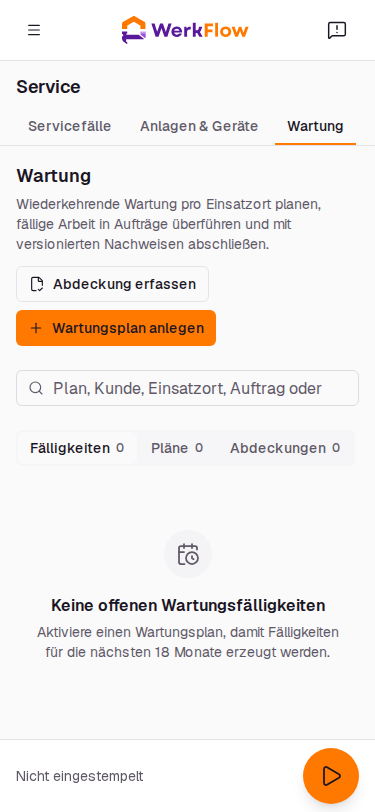 WerkFlow
Service
Servicefälle Anlagen & Geräte Wartung
Wartung
Wiederkehrende Wartung pro Einsatzort planen,
fällige Arbeit in Aufträge überführen und mit
versionierten Nachweisen abschließen.
Abdeckung erfassen
Wartungsplan anlegen
Plan, Kunde, Einsatzort, Auftrag oder
Fälligkeiten 0 Pläne 0 Abdeckungen 0
Keine offenen Wartungsfälligkeiten
Aktiviere einen Wartungsplan, damit Fälligkeiten
für die nächsten 18 Monate erzeugt werden.
Nicht eingestempelt